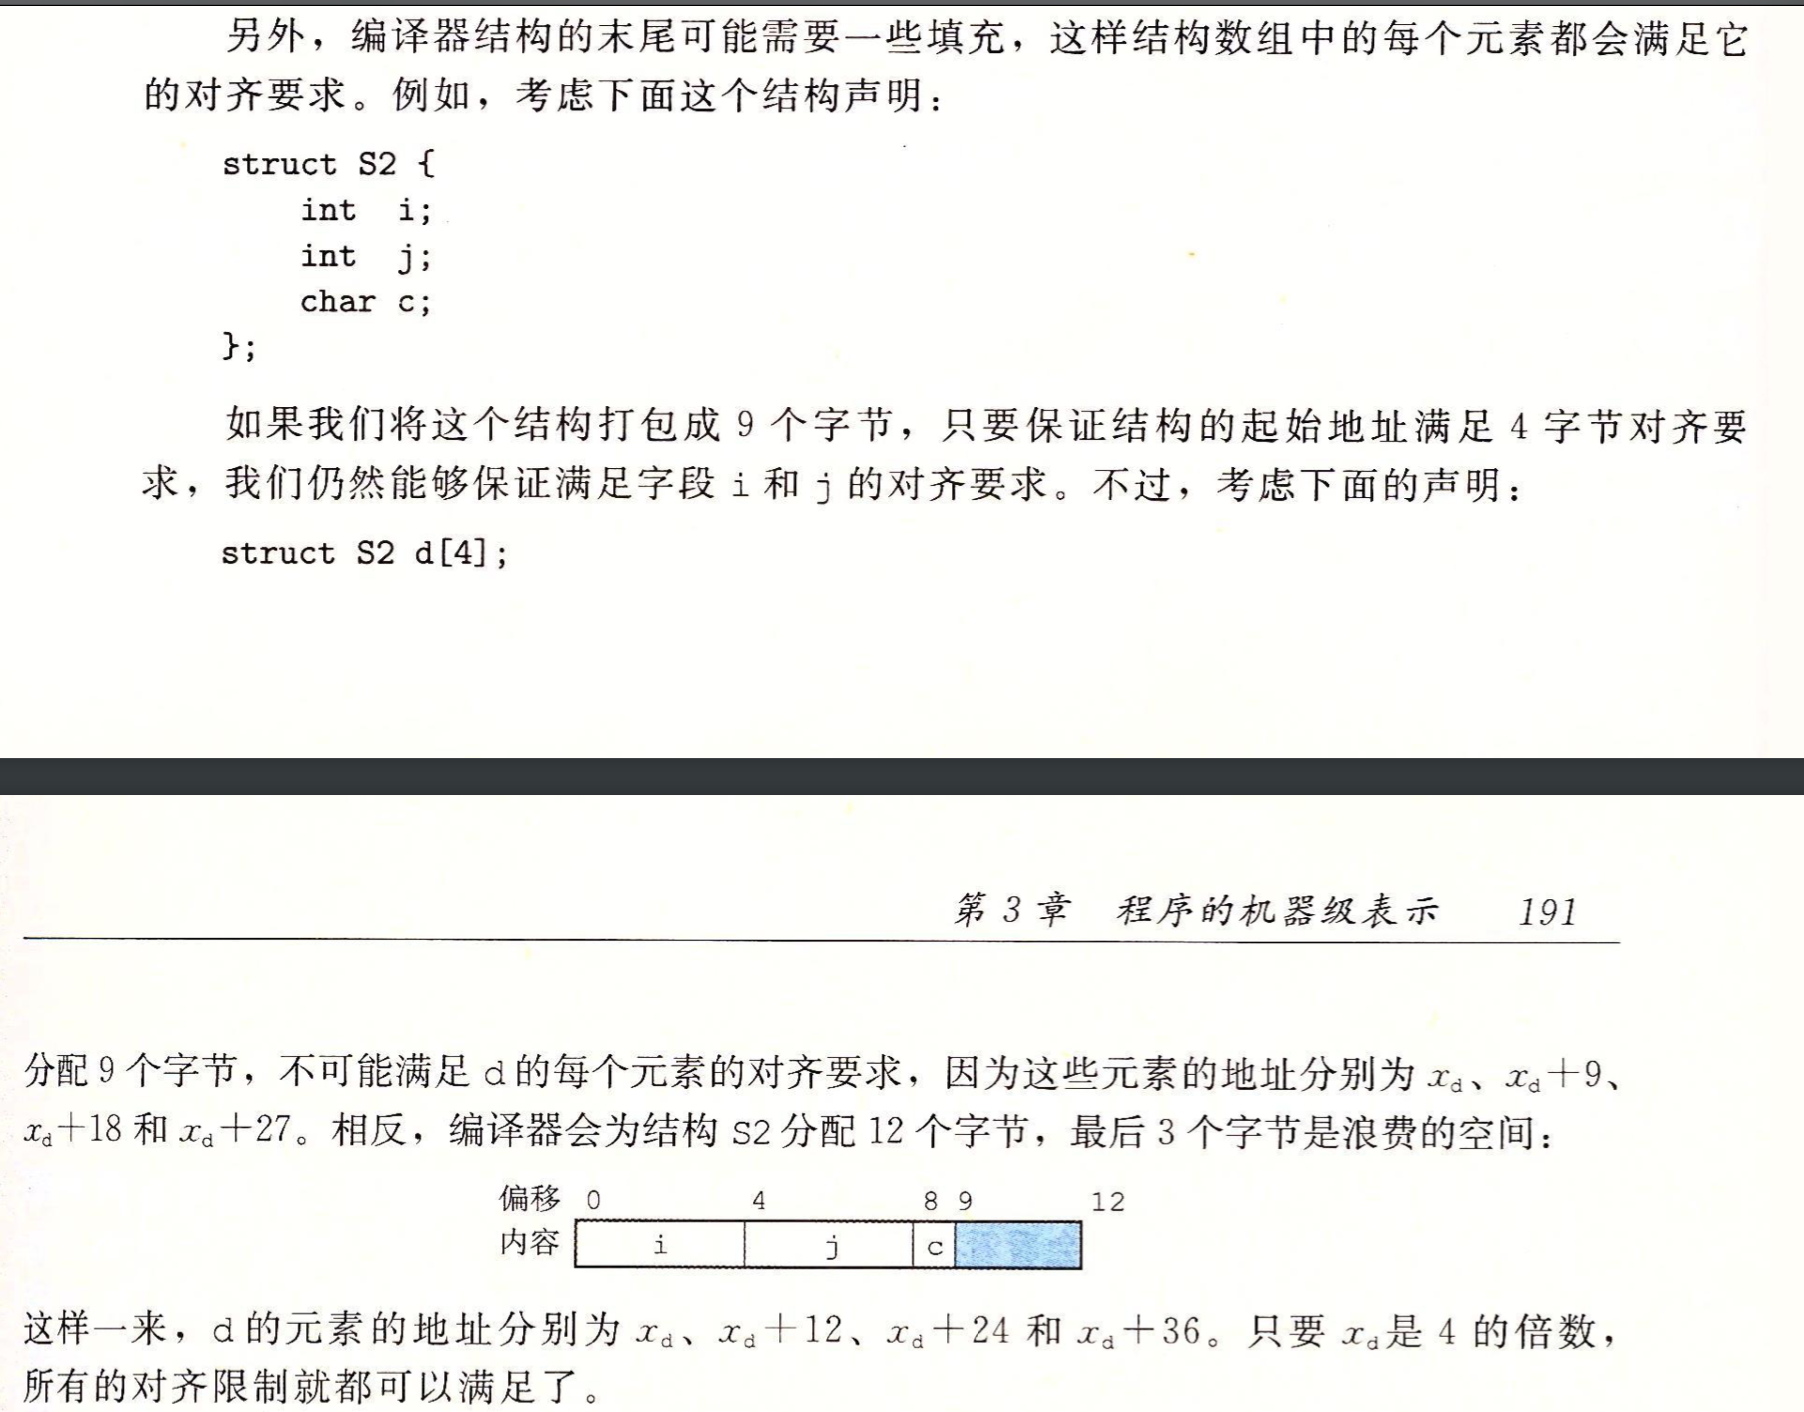 另外，编译器结构的末尾可能需要一些填充，这样结构数组中的每个元素都会满足它
的对齐要求。例如，考虑下面这个结构声明：
struct S2 {
int i;
int j;
char c;
};
如果我们将这个结构打包成 9 个字节，只要保证结构的起始地址满足 4 字节对齐要
求，我们仍然能够保证满足字段 i 和 j 的对齐要求。不过，考虑下面的声明：
struct S2 d[4];
第 3 章 程序的机器级表示 191
分配 9 个字节，不可能满足 d 的每个元素的对齐要求，因为这些元素的地址分别为 x_d、x_d+9、
x_d+18 和 x_d+27。相反，编译器会为结构 S2 分配 12 个字节，最后 3 个字节是浪费的空间：
偏移 0 4 8 9 12
内容 i j c
这样一来，d 的元素的地址分别为 x_d、x_d+12、x_d+24 和 x_d+36。只要 x_d 是 4 的倍数，
所有的对齐限制就都可以满足了。